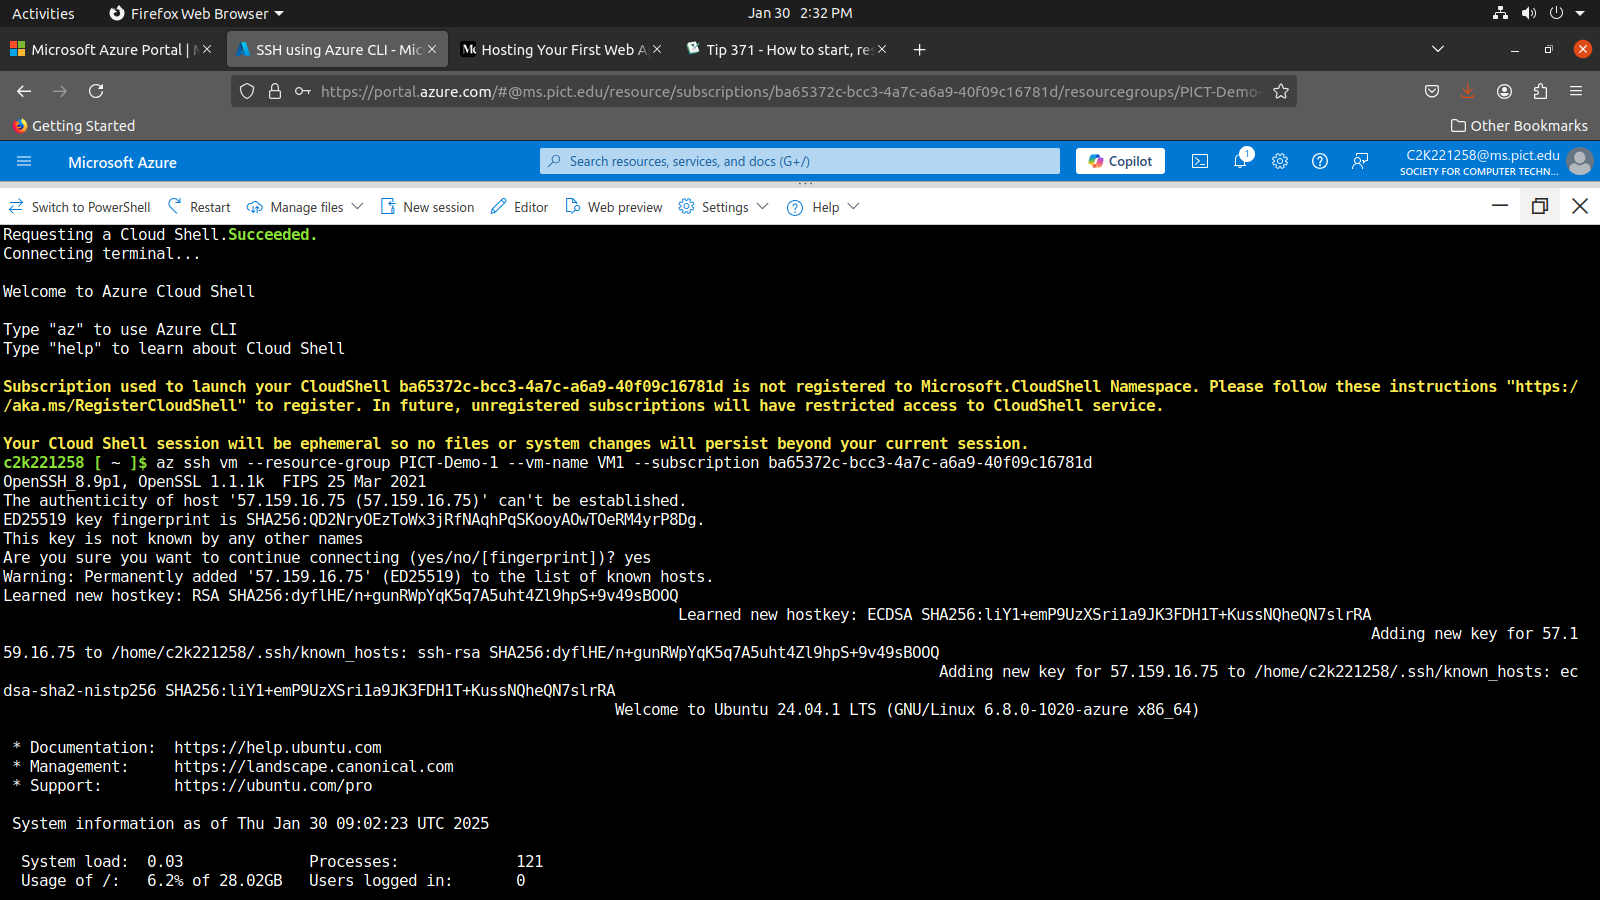 Activities Firefox Web Browser Jan 30 2:32 PM
Microsoft Azure Portal | SSH using Azure CLI - Mic Hosting Your First Web A Tip 371 - How to start, re
https://portal.azure.com/#@ms.pict.edu/resource/subscriptions/ba65372c-bcc3-4a7c-a6a9-40f09c16781d/resourcegroups/PICT-Demo-
Getting Started Other Bookmarks
Microsoft Azure Search resources, services, and docs (G+/) Copilot 1 C2K221258@ms.pict.edu
SOCIETY FOR COMPUTER TECHN...
Switch to PowerShell Restart Manage files New session Editor Web preview Settings Help
Requesting a Cloud Shell.Succeeded.
Connecting terminal...
Welcome to Azure Cloud Shell
Type "az" to use Azure CLI
Type "help" to learn about Cloud Shell
Subscription used to launch your CloudShell ba65372c-bcc3-4a7c-a6a9-40f09c16781d is not registered to Microsoft.CloudShell Namespace. Please follow these instructions "https:/
/aka.ms/RegisterCloudShell" to register. In future, unregistered subscriptions will have restricted access to CloudShell service.
Your Cloud Shell session will be ephemeral so no files or system changes will persist beyond your current session.
c2k221258 [ ~ ]$ az ssh vm --resource-group PICT-Demo-1 --vm-name VM1 --subscription ba65372c-bcc3-4a7c-a6a9-40f09c16781d
OpenSSH_8.9p1, OpenSSL 1.1.1k  FIPS 25 Mar 2021
The authenticity of host '57.159.16.75 (57.159.16.75)' can't be established.
ED25519 key fingerprint is SHA256:QD2NryOEzToWx3jRfNAqhPqSKooyAOwTOeRM4yrP8Dg.
This key is not known by any other names
Are you sure you want to continue connecting (yes/no/[fingerprint])? yes
Warning: Permanently added '57.159.16.75' (ED25519) to the list of known hosts.
Learned new hostkey: RSA SHA256:dyflHE/n+gunRWpYqK5q7A5uht4Zl9hpS+9v49sBOOQ
Learned new hostkey: ECDSA SHA256:liY1+emP9UzXSri1a9JK3FDH1T+KussNQheQN7slrRA
Adding new key for 57.1
59.16.75 to /home/c2k221258/.ssh/known_hosts: ssh-rsa SHA256:dyflHE/n+gunRWpYqK5q7A5uht4Zl9hpS+9v49sBOOQ
Adding new key for 57.159.16.75 to /home/c2k221258/.ssh/known_hosts: ec
dsa-sha2-nistp256 SHA256:liY1+emP9UzXSri1a9JK3FDH1T+KussNQheQN7slrRA
Welcome to Ubuntu 24.04.1 LTS (GNU/Linux 6.8.0-1020-azure x86_64)
* Documentation:  https://help.ubuntu.com
* Management:     https://landscape.canonical.com
* Support:        https://ubuntu.com/pro
System information as of Thu Jan 30 09:02:23 UTC 2025
System load:  0.03              Processes:             121
Usage of /:   6.2% of 28.02GB   Users logged in:       0